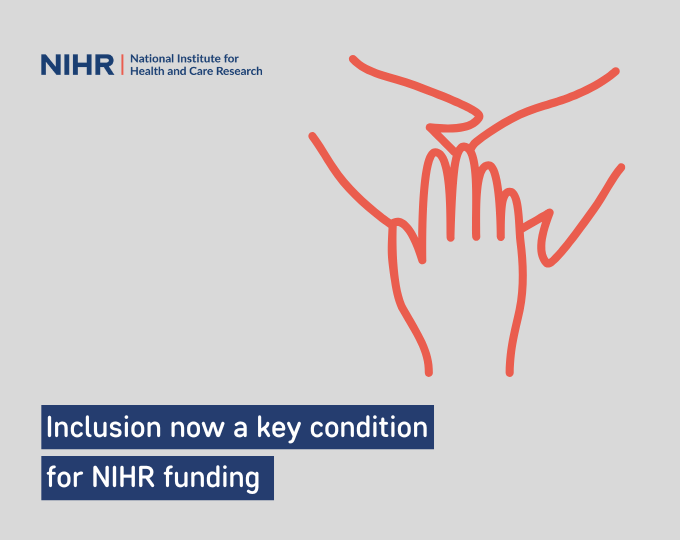 NIHR | National Institute for
Health and Care Research
Inclusion now a key condition
for NIHR funding